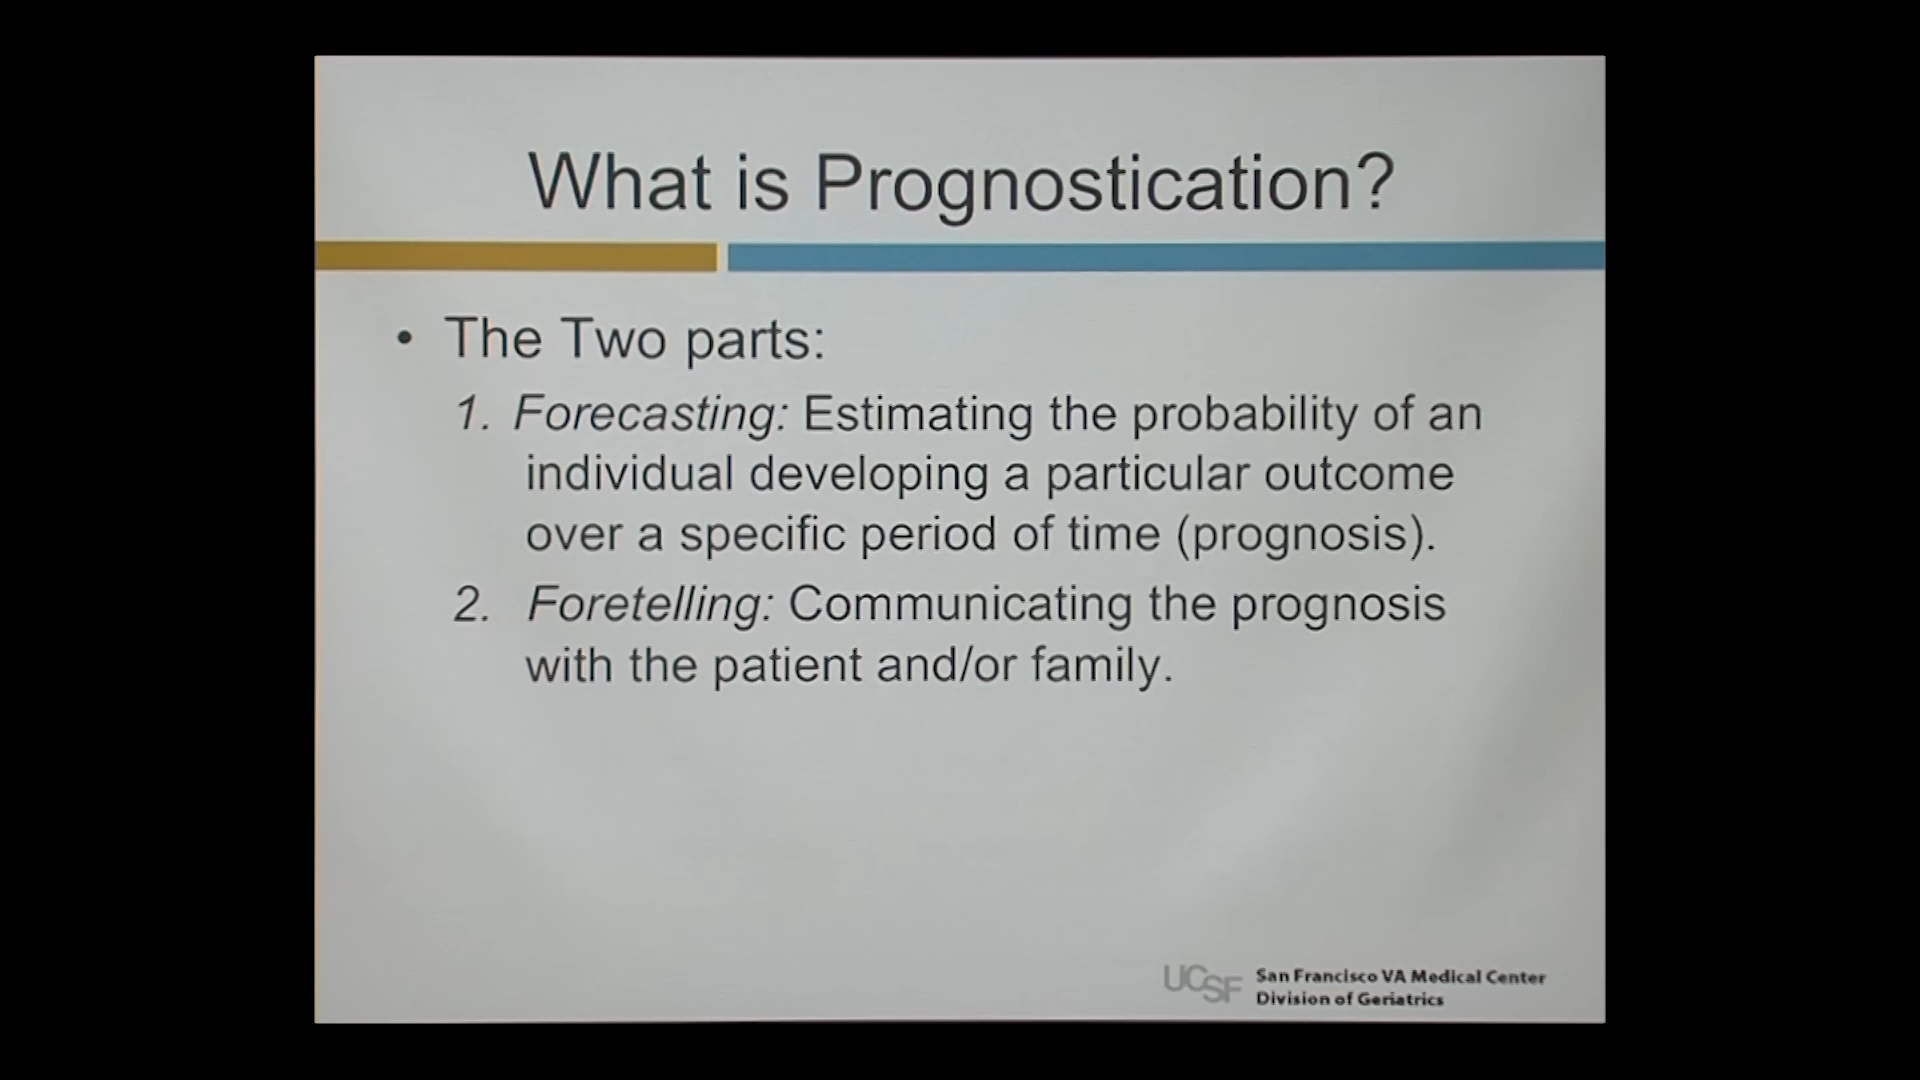 What is Prognostication?
• The Two parts:
1. Forecasting: Estimating the probability of an
individual developing a particular outcome
over a specific period of time (prognosis).
2. Foretelling: Communicating the prognosis
with the patient and/or family.
UCSF San Francisco VA Medical Center
Division of Geriatrics